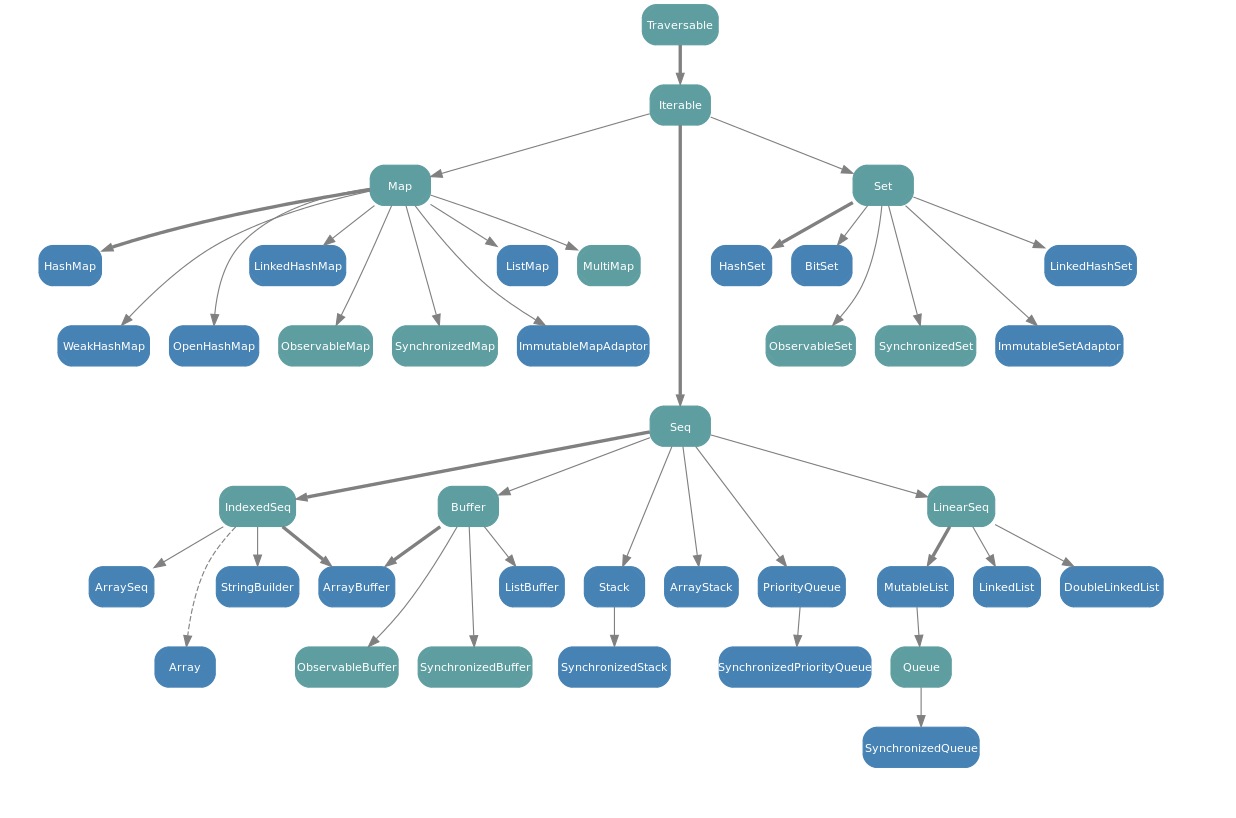 Traversable
Iterable
Map
Set
HashMap
LinkedHashMap
ListMap
MultiMap
HashSet
BitSet
LinkedHashSet
WeakHashMap
OpenHashMap
ObservableMap
SynchronizedMap
ImmutableMapAdaptor
ObservableSet
SynchronizedSet
ImmutableSetAdaptor
Seq
IndexedSeq
Buffer
LinearSeq
ArraySeq
StringBuilder
ArrayBuffer
ListBuffer
Stack
ArrayStack
PriorityQueue
MutableList
LinkedList
DoubleLinkedList
Array
ObservableBuffer
SynchronizedBuffer
SynchronizedStack
SynchronizedPriorityQueue
Queue
SynchronizedQueue